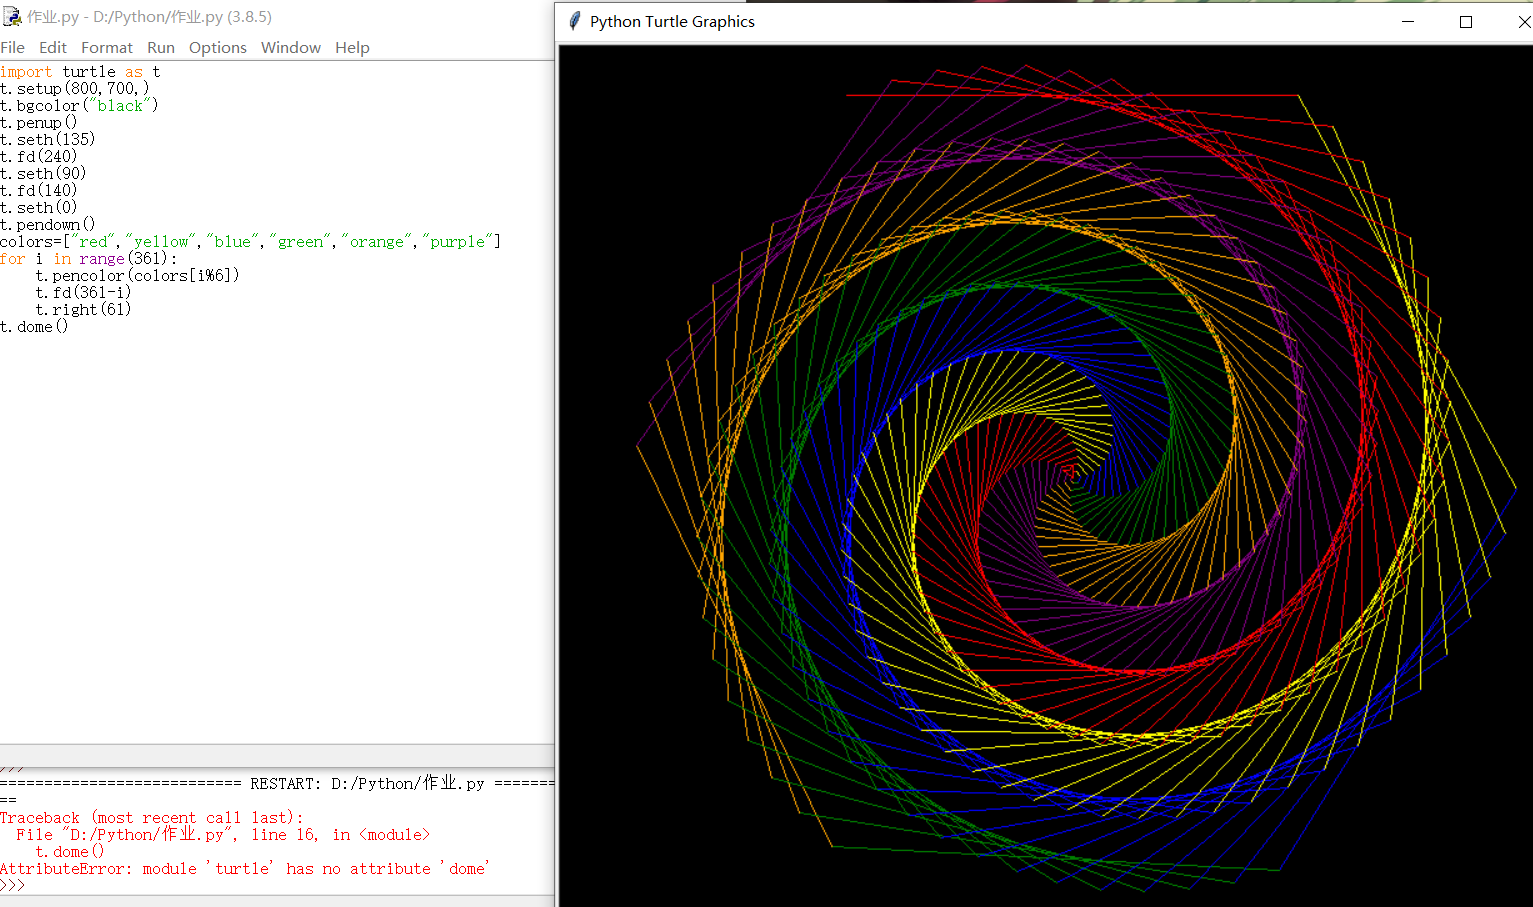 作业.py - D:/Python/作业.py (3.8.5)
File Edit Format Run Options Window Help
import turtle as t
t.setup(800,700,)
t.bgcolor("black")
t.penup()
t.seth(135)
t.fd(240)
t.seth(90)
t.fd(140)
t.seth(0)
t.pendown()
colors=["red","yellow","blue","green","orange","purple"]
for i in range(361):
    t.pencolor(colors[i%6])
    t.fd(361-i)
    t.right(61)
t.dome()
>>>
========================== RESTART: D:/Python/作业.py =======
==
Traceback (most recent call last):
  File "D:/Python/作业.py", line 16, in <module>
    t.dome()
AttributeError: module 'turtle' has no attribute 'dome'
>>>
Python Turtle Graphics